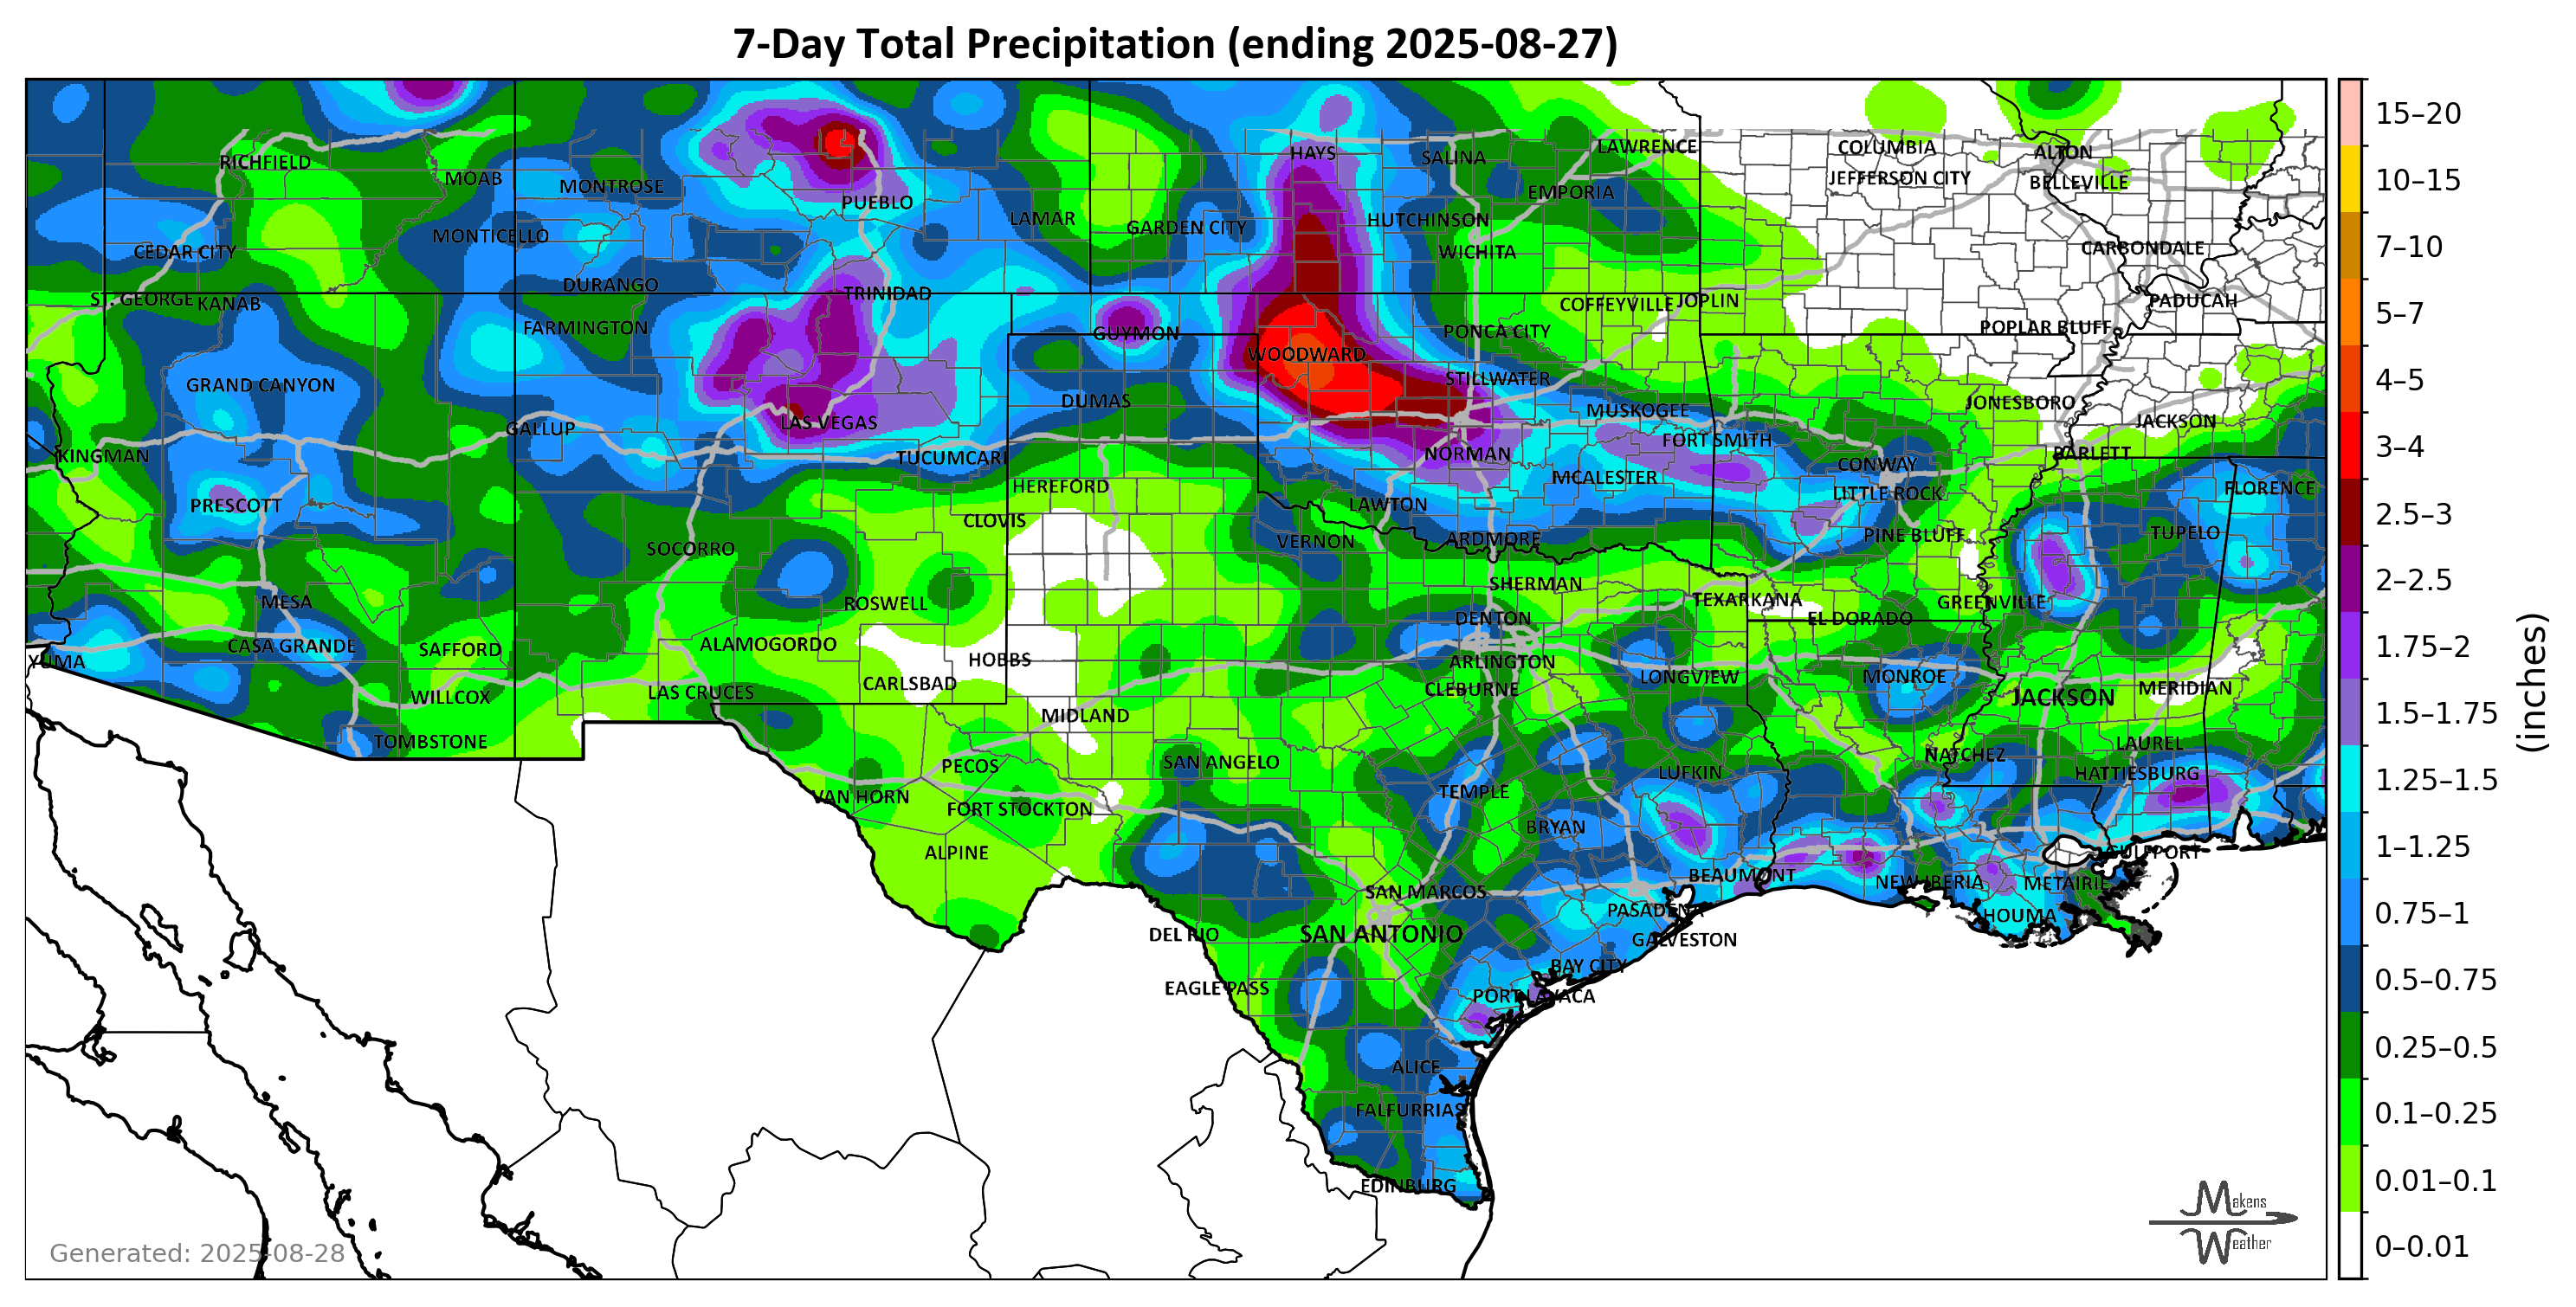 7-Day Total Precipitation (ending 2025-08-27)
HAYS
SALINA
LAWRENCE
COLUMBIA
ALTON
RICHFIELD
MOAB
MONTROSE
EMPORIA
JEFFERSON CITY
BELLEVILLE
PUEBLO
LAMAR
GARDEN CITY
HUTCHINSON
MONTICELLO
CEDAR CITY
WICHITA
CARBONDALE
DURANGO
TRINIDAD
ST. GEORGE
KANAB
COFFEYVILLE
JOPLIN
PADUCAH
FARMINGTON
GUYMON
PONCA CITY
POPLAR BLUFF
WOODWARD
GRAND CANYON
STILLWATER
DUMAS
JONESBORO
LAS VEGAS
MUSKOGEE
JACKSON
GALLUP
FORT SMITH
KINGMAN
TUCUMCARI
NORMAN
BARLETT
CONWAY
MCALESTER
HEREFORD
FLORENCE
LITTLE ROCK
PRESCOTT
LAWTON
CLOVIS
PINE BLUFF
TUPELO
SOCORRO
VERNON
ARDMORE
SHERMAN
MESA
ROSWELL
TEXARKANA
GREENVILLE
DENTON
EL DORADO
CASA GRANDE
SAFFORD
ALAMOGORDO
HOBBS
YUMA
ARLINGTON
LONGVIEW
MONROE
CARLSBAD
CLEBURNE
MERIDIAN
LAS CRUCES
WILLCOX
JACKSON
MIDLAND
TOMBSTONE
LAUREL
NATCHEZ
PECOS
SAN ANGELO
LUFKIN
HATTIESBURG
TEMPLE
VAN HORN
FORT STOCKTON
BRYAN
ALPINE
GULFPORT
BEAUMONT
NEW IBERIA
METAIRIE
SAN MARCOS
PASADENA
HOUMA
DEL RIO
SAN ANTONIO
GALVESTON
BAY CITY
EAGLE PASS
PORT LAVACA
ALICE
FALFURRIAS
EDINBURG
Generated: 2025-08-28
Makens
Weather
15–20
10–15
7–10
5–7
4–5
3–4
2.5–3
2–2.5
1.75–2
1.5–1.75
1.25–1.5
1–1.25
0.75–1
0.5–0.75
0.25–0.5
0.1–0.25
0.01–0.1
0–0.01
(inches)